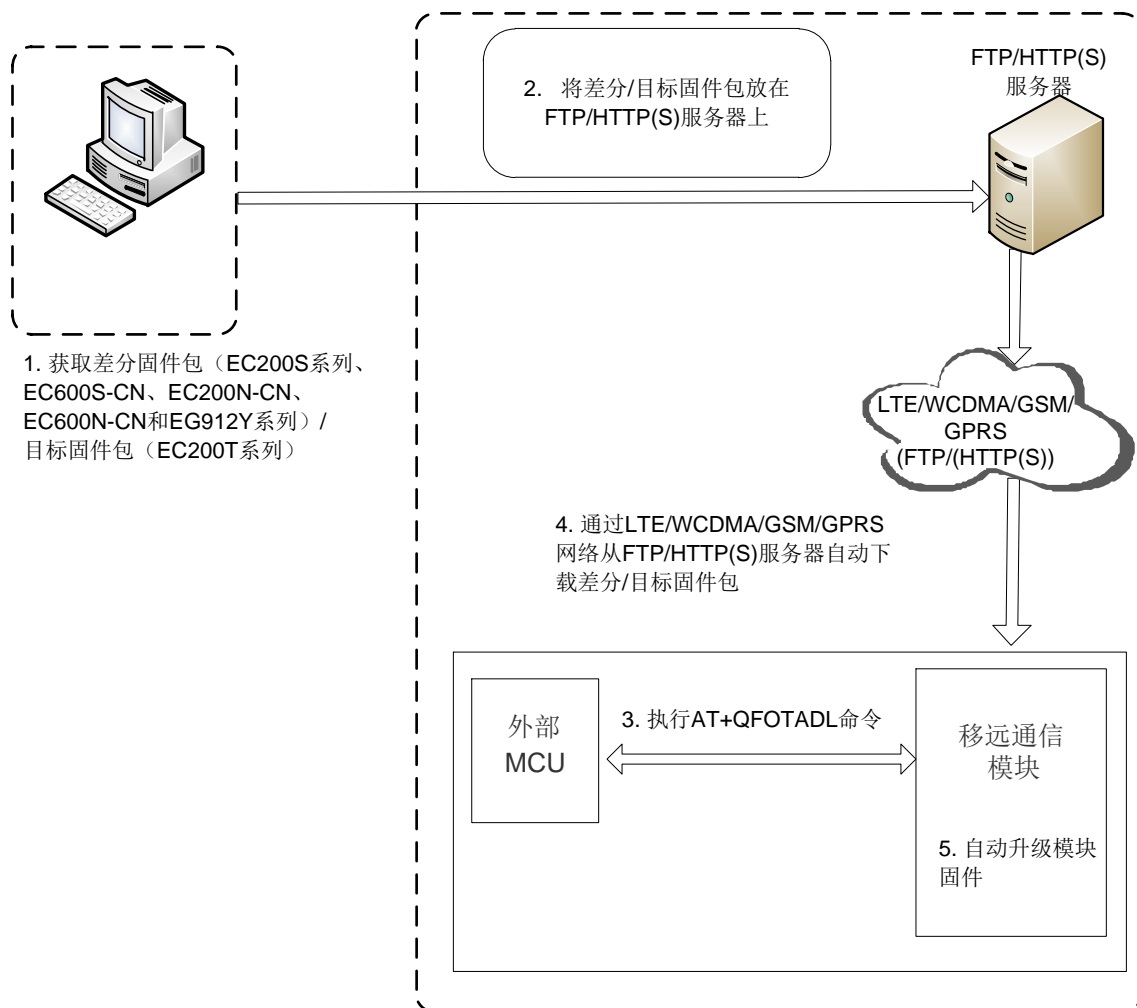 FTP/HTTP(S)
服务器
2. 将差分/目标固件包放在
FTP/HTTP(S)服务器上
1. 获取差分固件包（EC200S系列、
EC600S-CN、EC200N-CN、
EC600N-CN和EG912Y系列）/
目标固件包（EC200T系列）
LTE/WCDMA/GSM/
GPRS
(FTP/(HTTP(S))
4. 通过LTE/WCDMA/GSM/GPRS
网络从FTP/HTTP(S)服务器自动下
载差分/目标固件包
外部
MCU
3. 执行AT+QFOTADL命令
移远通信
模块
5. 自动升级模块
固件